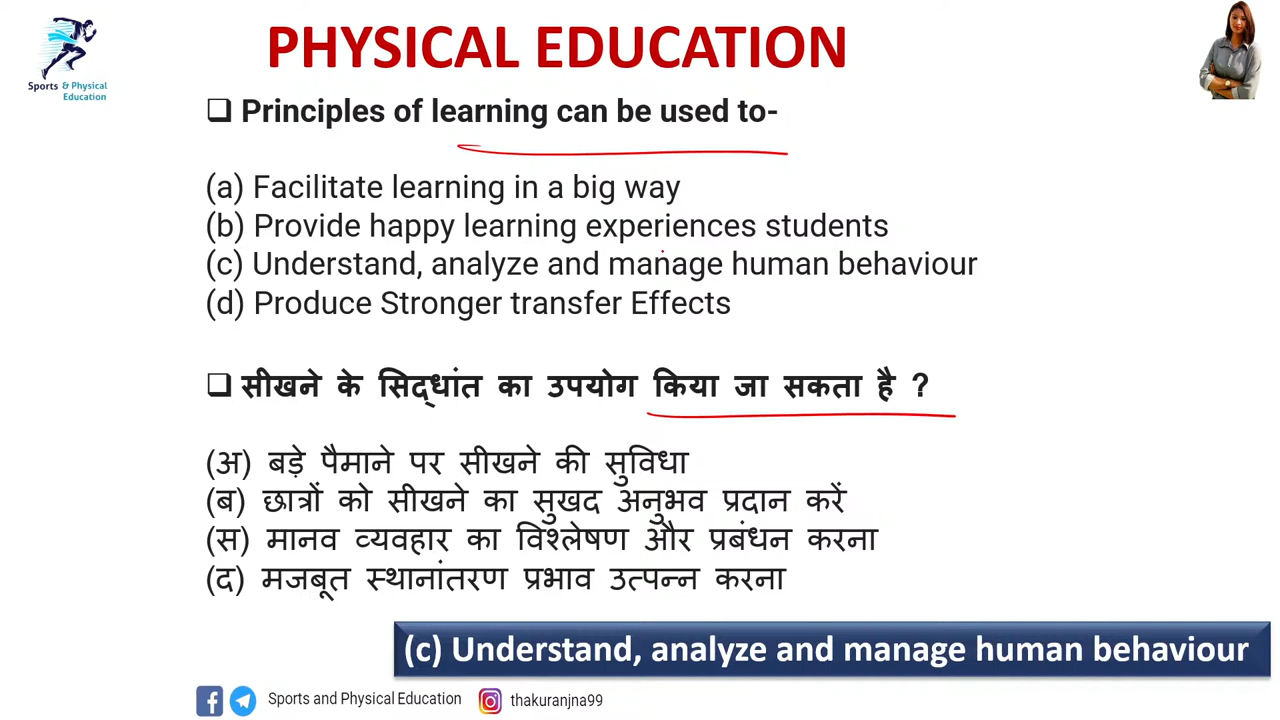 PHYSICAL EDUCATION
Sports & Physical
Education
❑ Principles of learning can be used to-
(a) Facilitate learning in a big way
(b) Provide happy learning experiences students
(c) Understand, analyze and manage human behaviour
(d) Produce Stronger transfer Effects
❑ सीखने के सिद्धांत का उपयोग किया जा सकता है ?
(अ) बड़े पैमाने पर सीखने की सुविधा
(ब) छात्रों को सीखने का सुखद अनुभव प्रदान करें
(स) मानव व्यवहार का विश्लेषण और प्रबंधन करना
(द) मजबूत स्थानांतरण प्रभाव उत्पन्न करना
(c) Understand, analyze and manage human behaviour
Sports and Physical Education thakuranjna99